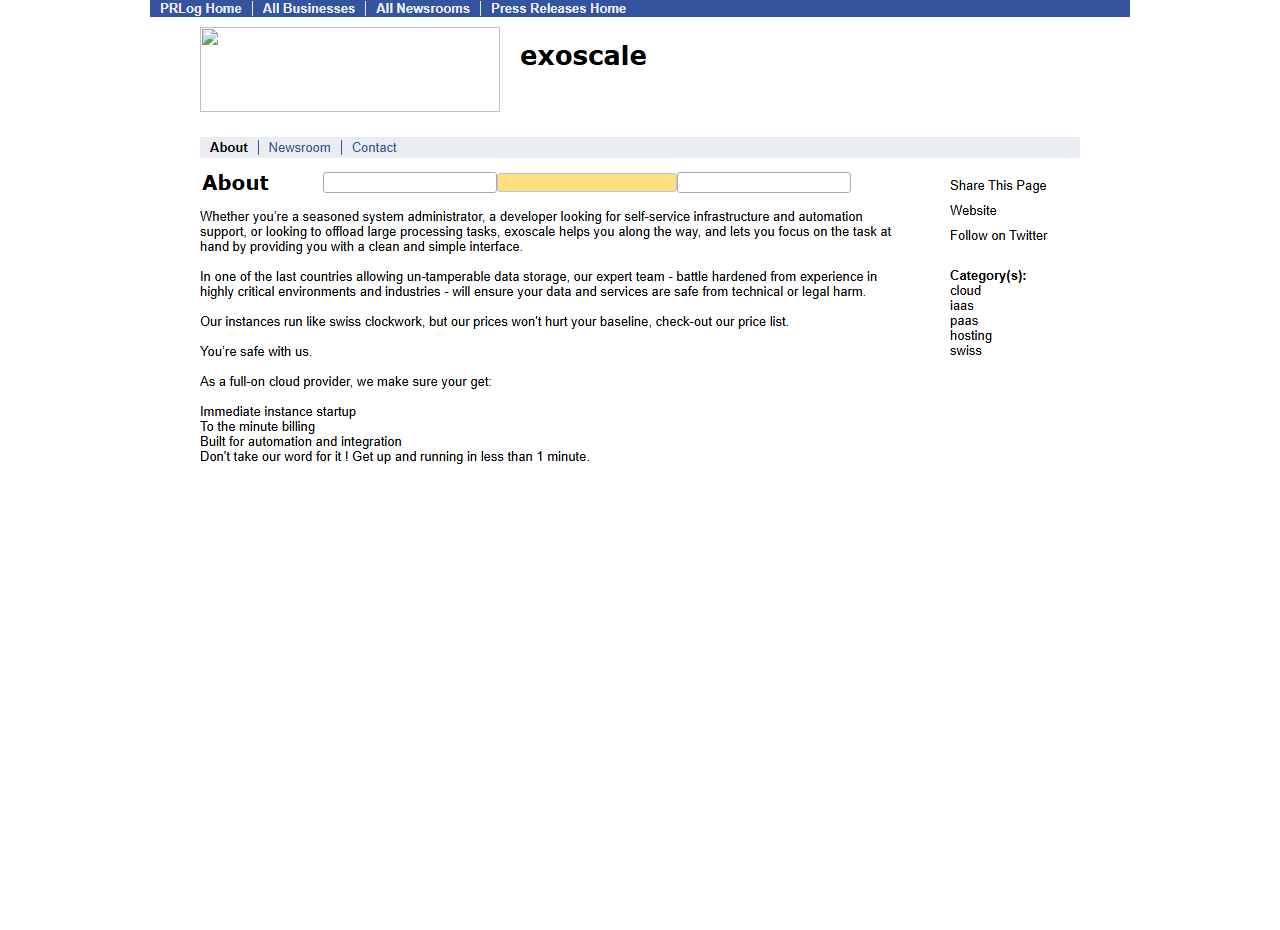 PRLog Home All Businesses All Newsrooms Press Releases Home
exoscale
About Newsroom Contact
About
Whether you're a seasoned system administrator, a developer looking for self-service infrastructure and automation
support, or looking to offload large processing tasks, exoscale helps you along the way, and lets you focus on the task at
hand by providing you with a clean and simple interface.
In one of the last countries allowing un-tamperable data storage, our expert team - battle hardened from experience in
highly critical environments and industries - will ensure your data and services are safe from technical or legal harm.
Our instances run like swiss clockwork, but our prices won't hurt your baseline, check-out our price list.
You're safe with us.
As a full-on cloud provider, we make sure your get:
Immediate instance startup
To the minute billing
Built for automation and integration
Don't take our word for it ! Get up and running in less than 1 minute.
Share This Page
Website
Follow on Twitter
Category(s):
cloud
iaas
paas
hosting
swiss